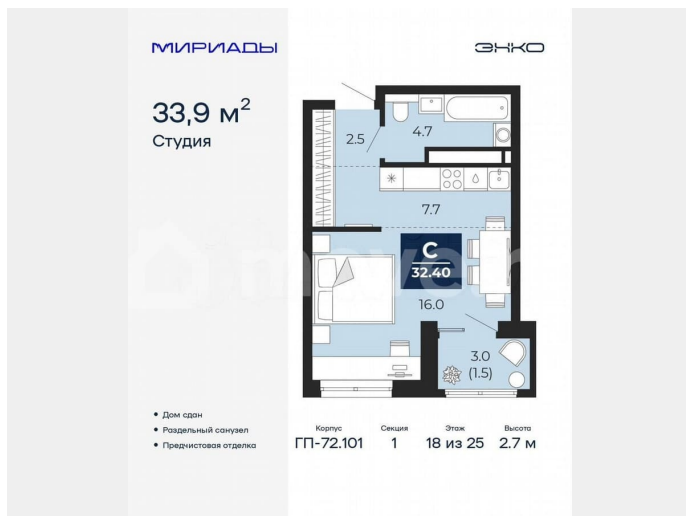 МИРИАДЫ
ЭНКО
33,9 м²
Студия
2.5
4.7
7.7
С
32.40
16.0
3.0
(1.5)
• Дом сдан
• Раздельный санузел
• Предчистовая отделка
Корпус Секция Этаж Высота
ГП-72.101 1 18 из 25 2.7 м